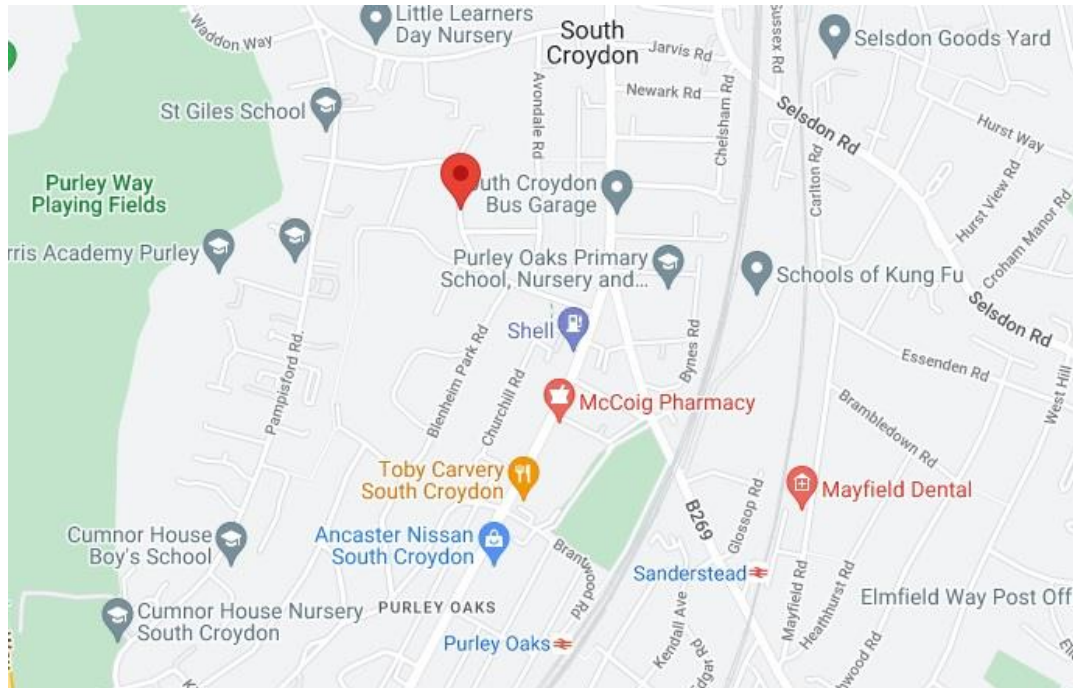 Waddon Way
Little Learners
Day Nursery
South
Croydon
Jarvis Rd
Sussex Rd
Selsdon Goods Yard
St Giles School
Avondale Rd
Newark Rd
Chelsham Rd
Selsdon Rd
Hurst Way
Purley Way
Playing Fields
uth Croydon
Bus Garage
Carlton Rd
Hurst View Rd
Croham Manor Rd
rris Academy Purley
Purley Oaks Primary
School, Nursery and...
Schools of Kung Fu
Selsdon Rd
Shell
Bynes Rd
Essenden Rd
West Hill
Pampisford Rd.
Blenheim Park Rd
Churchill Rd
McCoig Pharmacy
Brambledown Rd
Toby Carvery
South Croydon
Mayfield Dental
B269
Glossop Rd
Cumnor House
Boy's School
Ancaster Nissan
South Croydon
Brantwood Rd
Sanderstead
Mayfield Rd
Heathhurst Rd
Elmfield Way Post Off
Cumnor House Nursery
South Croydon
PURLEY OAKS
Purley Oaks
Kendall Ave
Edgar Rd
hwood Rd